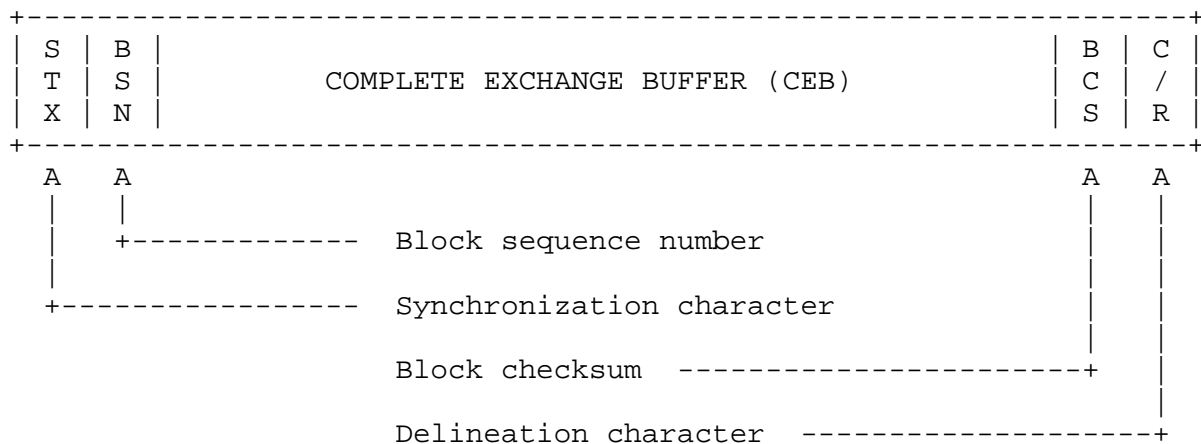 +------------------------------------------------------------------+
| S | B |                                                  | B | C |
| T | S |         COMPLETE EXCHANGE BUFFER (CEB)           | C | / |
| X | N |                                                  | S | R |
+------------------------------------------------------------------+
  A   A                                                      A   A
  |   |                                                      |   |
  |   +-------------  Block sequence number                  |   |
  |                                                          |   |
  +-----------------  Synchronization character              |   |
                                                             |   |
                      Block checksum  -----------------------+   |
                                                                 |
                      Delineation character  --------------------+